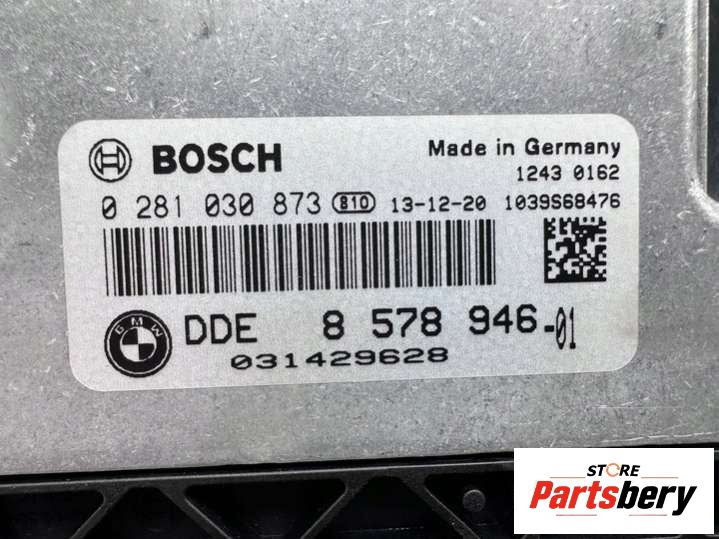 BOSCH
Made in Germany
1243 0162
0 281 030 873 810 13-12-20 1039S68476
BMW DDE 8 578 946-01
031429628
STORE
Partsbery